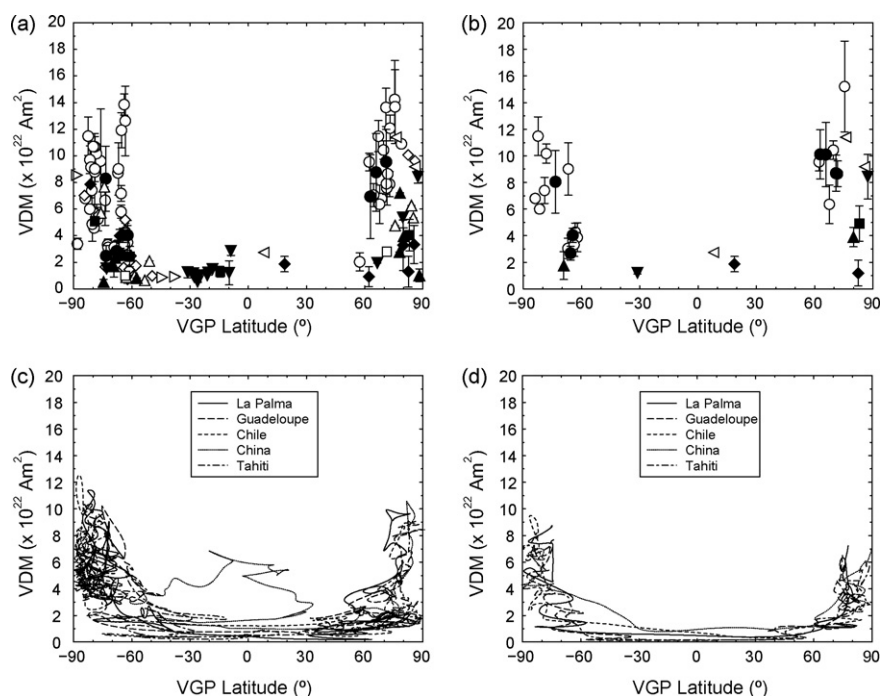 (a)
VDM (x 10²² Am²)
20
18
16
14
12
10
8
6
4
2
0
−90 −60 −30 0 30 60 90
VGP Latitude (º)
(b)
VDM (x 10²² Am²)
20
18
16
14
12
10
8
6
4
2
0
−90 −60 −30 0 30 60 90
VGP Latitude (º)
(c)
VDM (x 10²² Am²)
20
18
16
14
12
10
8
6
4
2
0
La Palma
Guadeloupe
Chile
China
Tahiti
−90 −60 −30 0 30 60 90
VGP Latitude (º)
(d)
VDM (x 10²² Am²)
20
18
16
14
12
10
8
6
4
2
0
La Palma
Guadeloupe
Chile
China
Tahiti
−90 −60 −30 0 30 60 90
VGP Latitude (º)